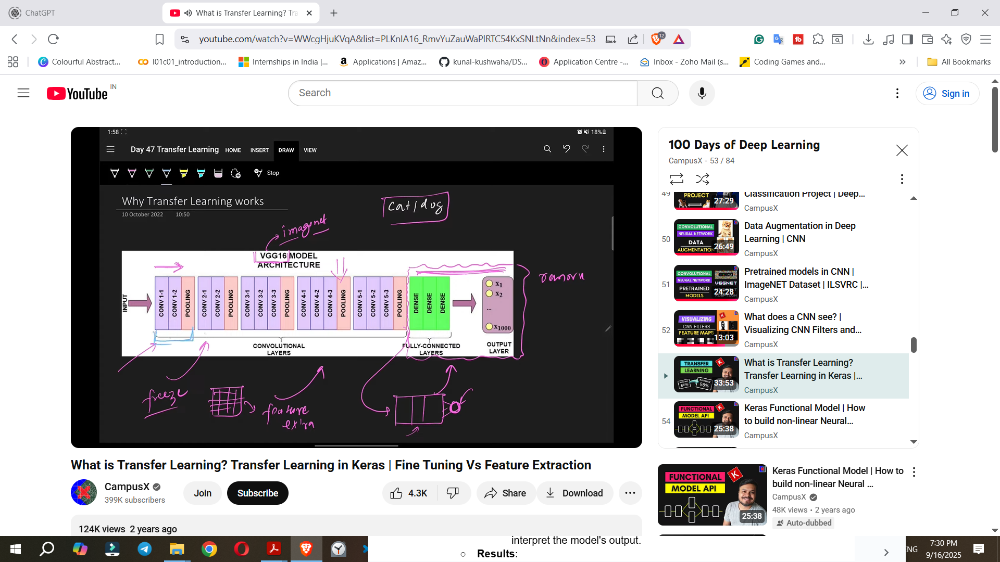 ChatGPT
What is Transfer Learning? Tra
youtube.com/watch?v=WWcgHjuKVqA&list=PLKnIA16_RmvYuZauWaPlRTC54KxSNLtNn&index=53
12
Colourful Abstract...
l01c01_introduction...
Internships in India |...
Applications | Amaz...
kunal-kushwaha/DS...
Application Centre -...
Inbox - Zoho Mail (s...
Coding Games and...
All Bookmarks
YouTube IN
Search
Sign in
1:58
18%
Day 47 Transfer Learning HOME INSERT DRAW VIEW
Stop
Why Transfer Learning works
10 October 2022 10:50
cat/dog
imagenet
VGG16 MODEL
ARCHITECTURE
INPUT
CONV 1-1
CONV 1-2
POOLING
CONV 2-1
CONV 2-2
POOLING
CONV 3-1
CONV 3-2
CONV 3-3
POOLING
CONV 4-1
CONV 4-2
CONV 4-3
POOLING
CONV 5-1
CONV 5-2
CONV 5-3
POOLING
DENSE
DENSE
DENSE
x1
x2
...
x1000
CONVOLUTIONAL
LAYERS
FULLY-CONNECTED
LAYERS
OUTPUT
LAYER
freeze
feature
extra
What is Transfer Learning? Transfer Learning in Keras | Fine Tuning Vs Feature Extraction
CampusX
399K subscribers
Join
Subscribe
4.3K
Share
Download
124K views 2 years ago
100 Days of Deep Learning
CampusX - 53 / 84
49
PROJECT
27:29
Classification Project | Deep...
CampusX
50
CONVOLUTIONAL
NEURAL NETWORK
DATA
AUGMENTATION
26:49
Data Augmentation in Deep
Learning | CNN
CampusX
51
CONVOLUTIONAL
NEURAL NETWORK
PRETRAINED
MODELS
24:28
Pretrained models in CNN |
ImageNET Dataset | ILSVRC |...
CampusX
52
VISUALIZING
CNN FILTERS
FEATURE MAPS
13:03
What does a CNN see? |
Visualizing CNN Filters and...
CampusX
TRANSFER
LEARNING
80%
98%
33:53
What is Transfer Learning?
Transfer Learning in Keras |...
CampusX
54
FUNCTIONAL
MODEL API
25:38
Keras Functional Model | How
to build non-linear Neural...
CampusX
FUNCTIONAL
MODEL API
25:38
Keras Functional Model | How to
build non-linear Neural ...
CampusX
48K views • 2 years ago
Auto-dubbed
interpret the model's output.
Results:
ENG
7:30 PM
9/16/2025